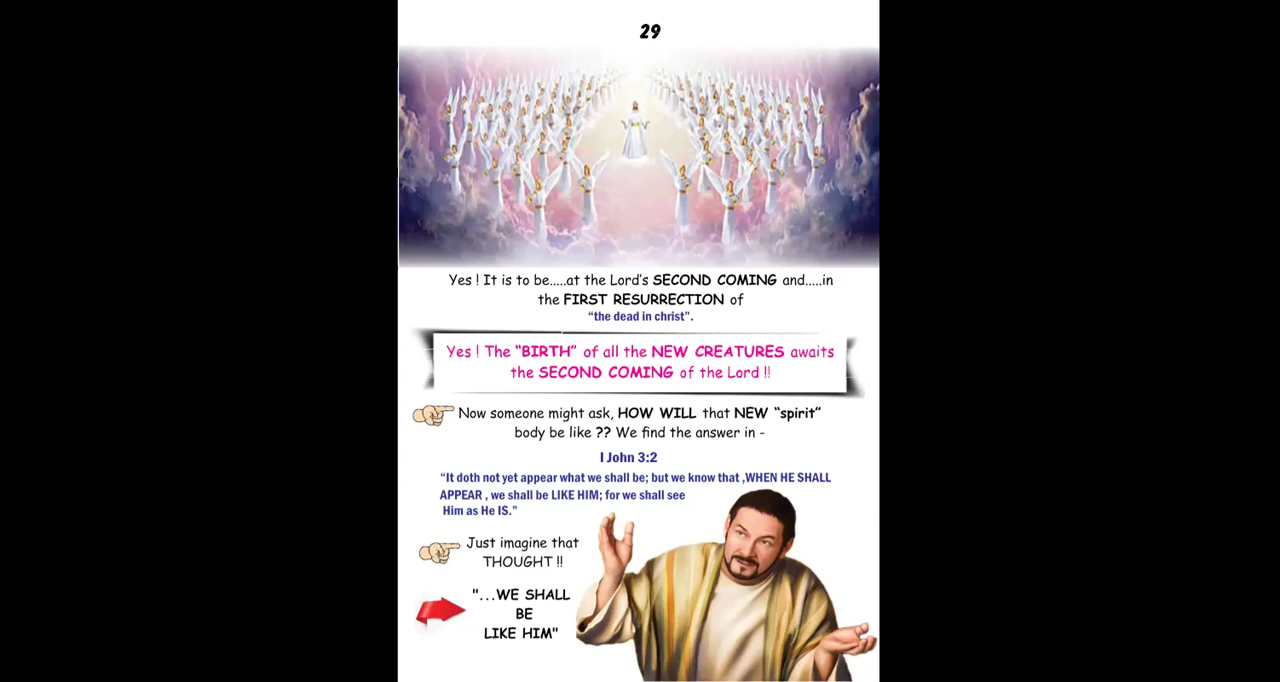 29
Yes ! It is to be.....at the Lord's SECOND COMING and.....in
the FIRST RESURRECTION of
“the dead in christ”.
Yes ! The “BIRTH” of all the NEW CREATURES awaits
the SECOND COMING of the Lord !!
Now someone might ask, HOW WILL that NEW “spirit”
body be like ?? We find the answer in -
I John 3:2
“It doth not yet appear what we shall be; but we know that ,WHEN HE SHALL
APPEAR , we shall be LIKE HIM; for we shall see
Him as He IS.”
Just imagine that
THOUGHT !!
"...WE SHALL
BE
LIKE HIM"